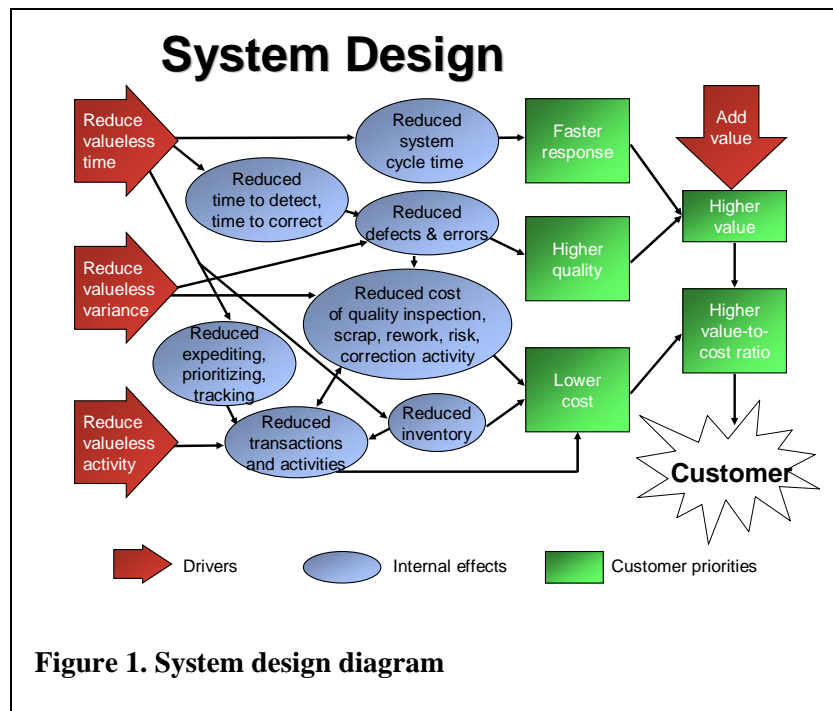 System Design
Reduce
valueless
time
Reduced
system
cycle time
Faster
response
Add
value
Reduced
time to detect,
time to correct
Reduced
defects & errors
Higher
value
Reduce
valueless
variance
Higher
quality
Reduced cost
of quality inspection,
scrap, rework, risk,
correction activity
Higher
value-to-
cost ratio
Reduced
expediting,
prioritizing,
tracking
Lower
cost
Reduce
valueless
activity
Reduced
transactions
and activities
Reduced
inventory
Customer
Drivers
Internal effects
Customer priorities
Figure 1. System design diagram